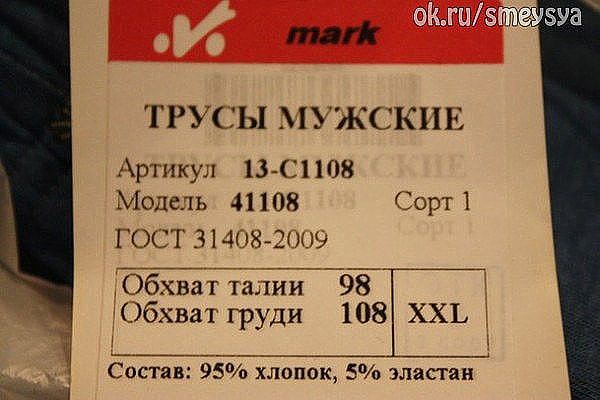 ok.ru/smeysya
mark
ТРУСЫ МУЖСКИЕ
Артикул 13-С1108
Модель 41108 Сорт 1
ГОСТ 31408-2009
Обхват талии 98
Обхват груди 108 XXL
Состав: 95% хлопок, 5% эластан